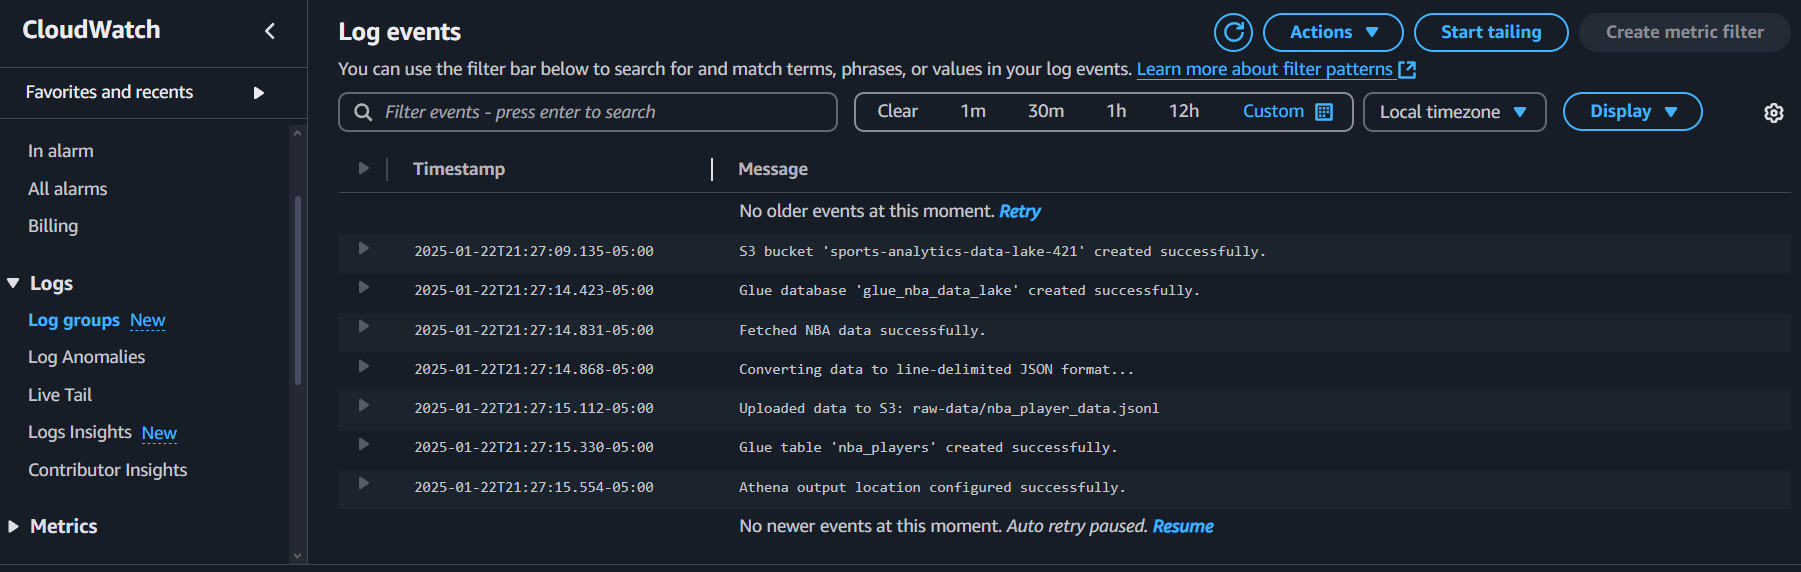 CloudWatch
Favorites and recents
In alarm
All alarms
Billing
Logs
Log groups New
Log Anomalies
Live Tail
Logs Insights New
Contributor Insights
Metrics
Log events
Actions
Start tailing
Create metric filter
You can use the filter bar below to search for and match terms, phrases, or values in your log events. Learn more about filter patterns
Filter events - press enter to search
Clear 1m 30m 1h 12h Custom
Local timezone
Display
Timestamp Message
No older events at this moment. Retry
2025-01-22T21:27:09.135-05:00 S3 bucket 'sports-analytics-data-lake-421' created successfully.
2025-01-22T21:27:14.423-05:00 Glue database 'glue_nba_data_lake' created successfully.
2025-01-22T21:27:14.831-05:00 Fetched NBA data successfully.
2025-01-22T21:27:14.868-05:00 Converting data to line-delimited JSON format...
2025-01-22T21:27:15.112-05:00 Uploaded data to S3: raw-data/nba_player_data.jsonl
2025-01-22T21:27:15.330-05:00 Glue table 'nba_players' created successfully.
2025-01-22T21:27:15.554-05:00 Athena output location configured successfully.
No newer events at this moment. Auto retry paused. Resume